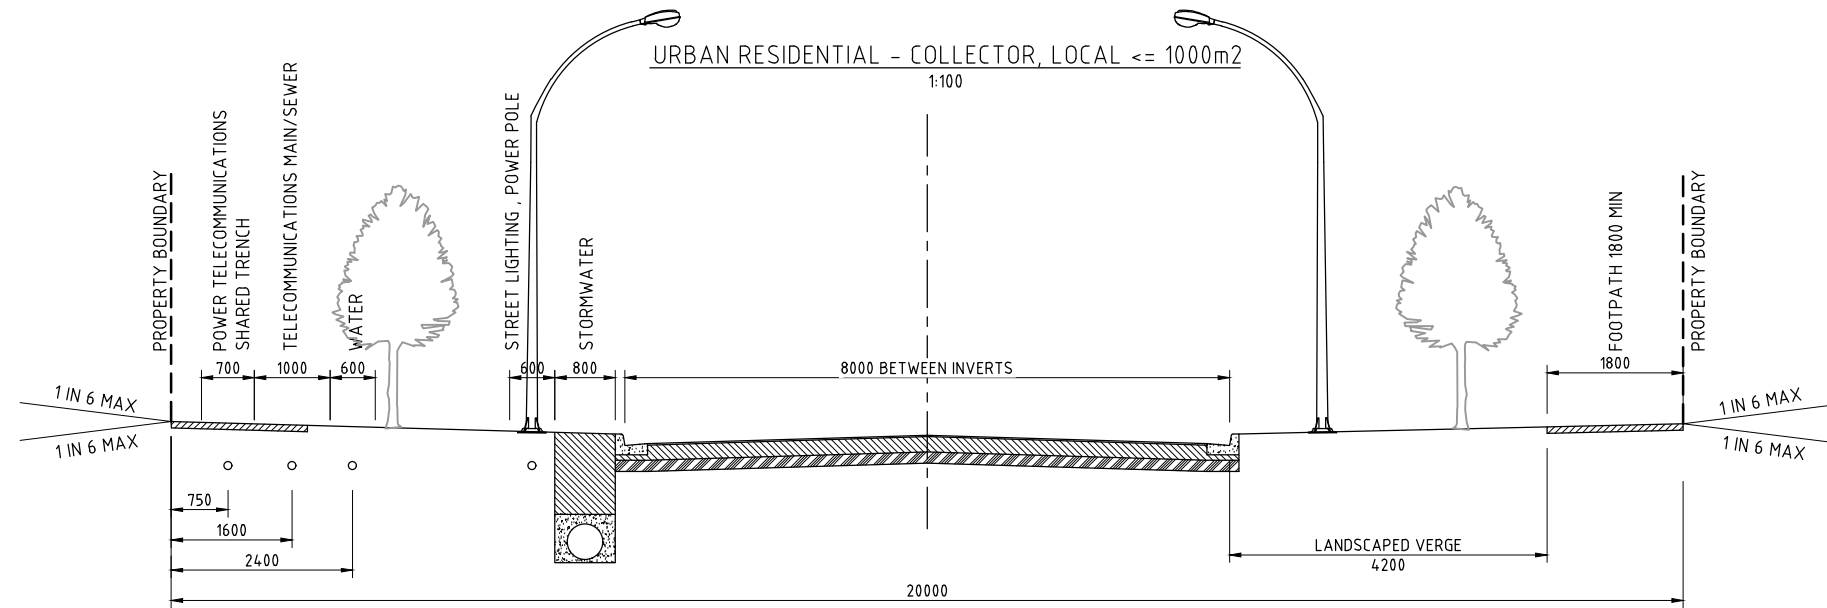 URBAN RESIDENTIAL - COLLECTOR, LOCAL <= 1000m2
1:100
PROPERTY BOUNDARY
POWER TELECOMMUNICATIONS
SHARED TRENCH
TELECOMMUNICATIONS MAIN/SEWER
WATER
STREET LIGHTING , POWER POLE
STORMWATER
FOOTPATH 1800 MIN
PROPERTY BOUNDARY
700
1000
600
600
800
8000 BETWEEN INVERTS
1800
1 IN 6 MAX
1 IN 6 MAX
1 IN 6 MAX
1 IN 6 MAX
750
1600
2400
LANDSCAPED VERGE
4200
20000